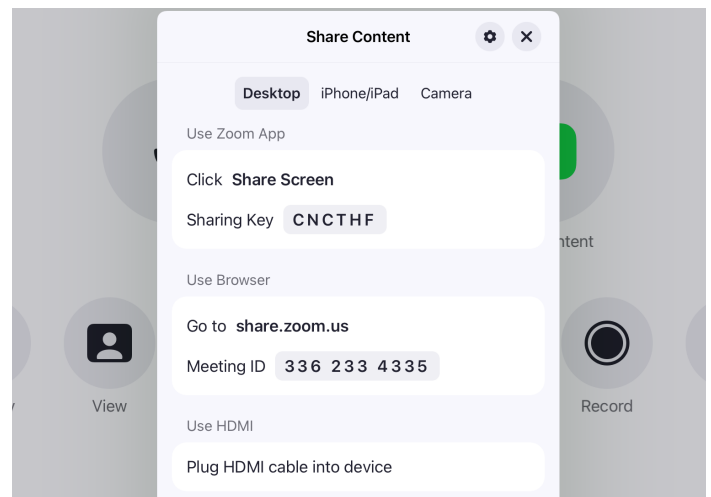 Share Content
Desktop iPhone/iPad Camera
Use Zoom App
Click Share Screen
Sharing Key CNCTHF
ntent
Use Browser
Go to share.zoom.us
Meeting ID 336 233 4335
View
Record
Use HDMI
Plug HDMI cable into device